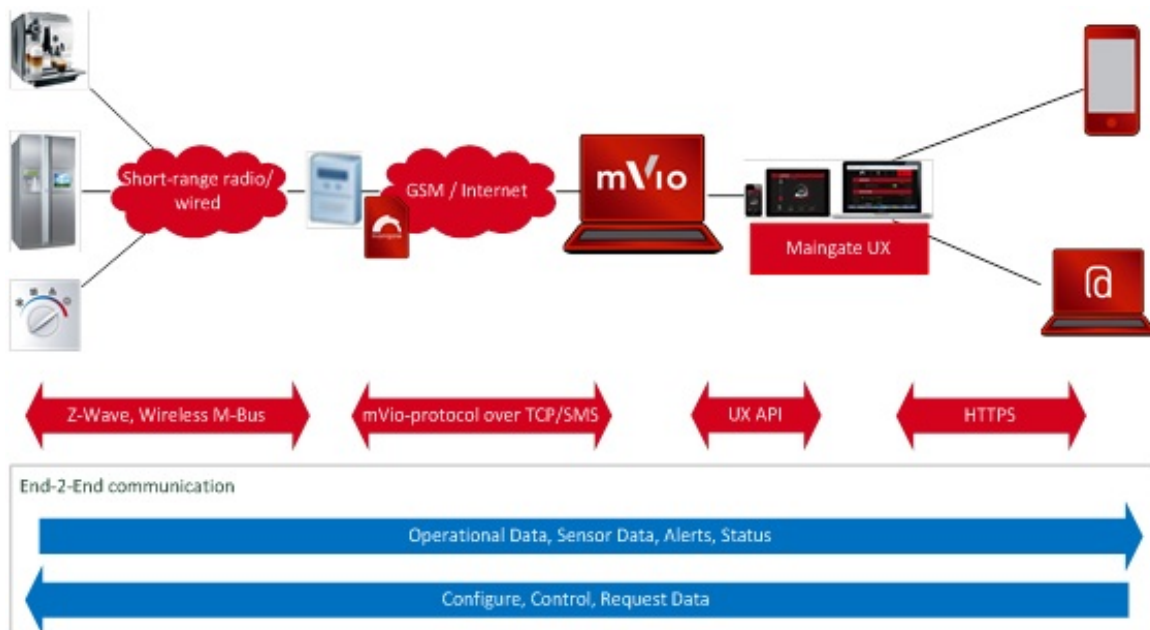 Short-range radio/
wired
GSM / Internet
mVio
Maingate UX
Z-Wave, Wireless M-Bus
mVio-protocol over TCP/SMS
UX API
HTTPS
End-2-End communication
Operational Data, Sensor Data, Alerts, Status
Configure, Control, Request Data